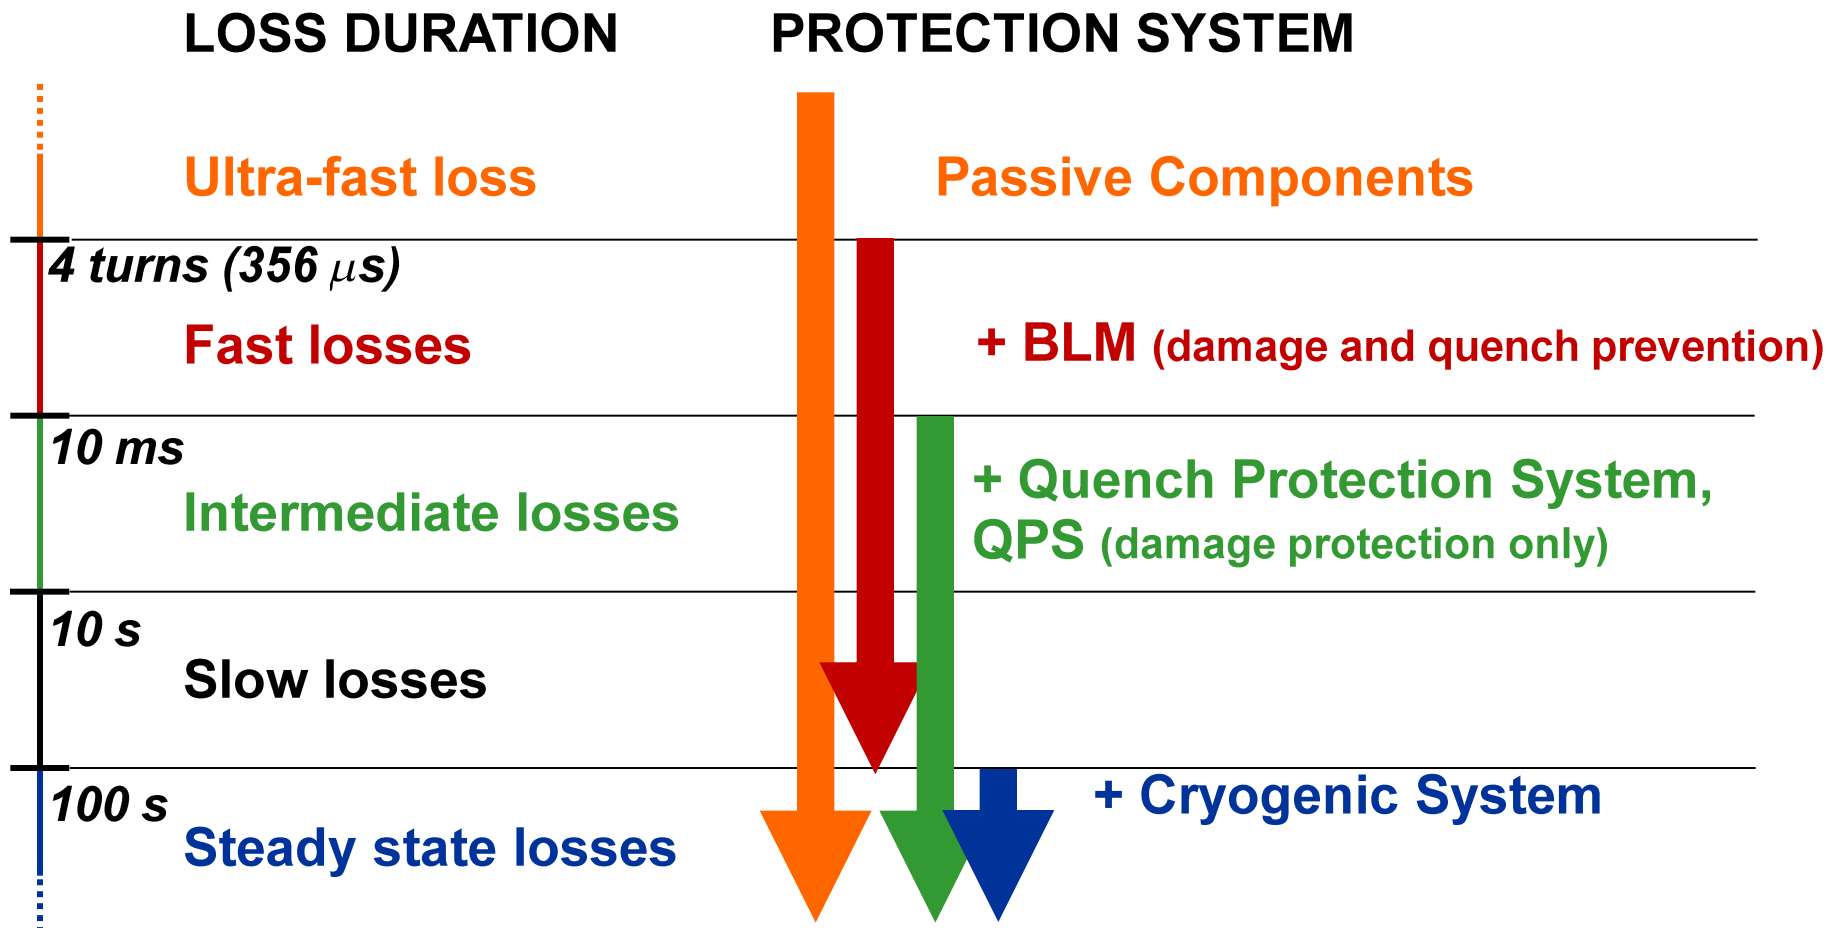 LOSS DURATION PROTECTION SYSTEM
Ultra-fast loss Passive Components
4 turns (356 μs)
Fast losses + BLM (damage and quench prevention)
10 ms
Intermediate losses + Quench Protection System,
QPS (damage protection only)
10 s
Slow losses
100 s + Cryogenic System
Steady state losses